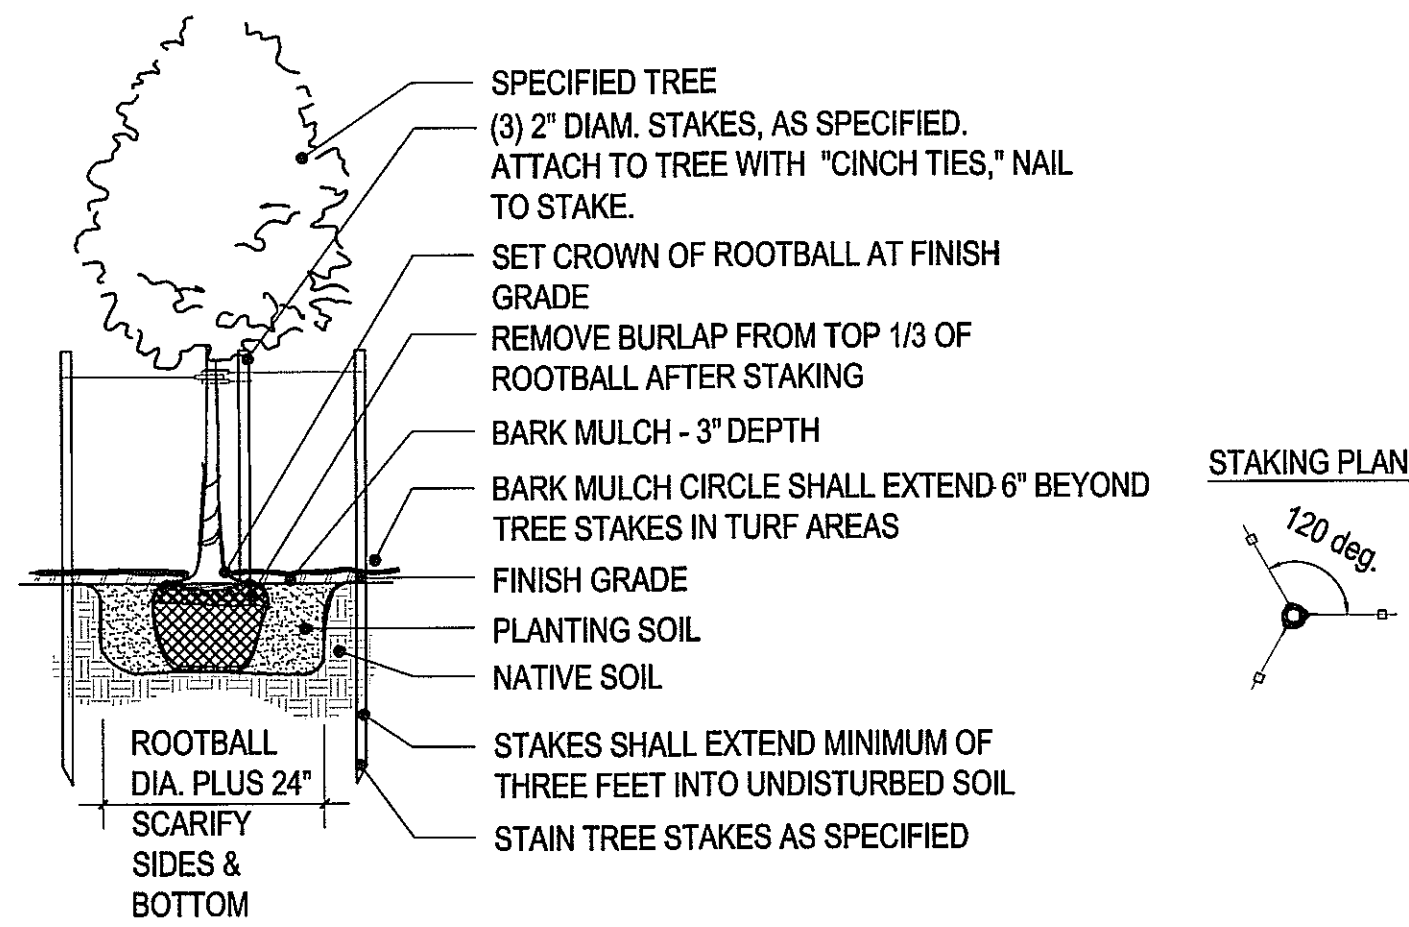 SPECIFIED TREE
(3) 2" DIAM. STAKES, AS SPECIFIED.
ATTACH TO TREE WITH "CINCH TIES," NAIL
TO STAKE.
SET CROWN OF ROOTBALL AT FINISH
GRADE
REMOVE BURLAP FROM TOP 1/3 OF
ROOTBALL AFTER STAKING
BARK MULCH - 3" DEPTH
BARK MULCH CIRCLE SHALL EXTEND 6" BEYOND
TREE STAKES IN TURF AREAS
FINISH GRADE
PLANTING SOIL
NATIVE SOIL
STAKES SHALL EXTEND MINIMUM OF
THREE FEET INTO UNDISTURBED SOIL
STAIN TREE STAKES AS SPECIFIED
ROOTBALL
DIA. PLUS 24"
SCARIFY
SIDES &
BOTTOM
STAKING PLAN
120 deg.